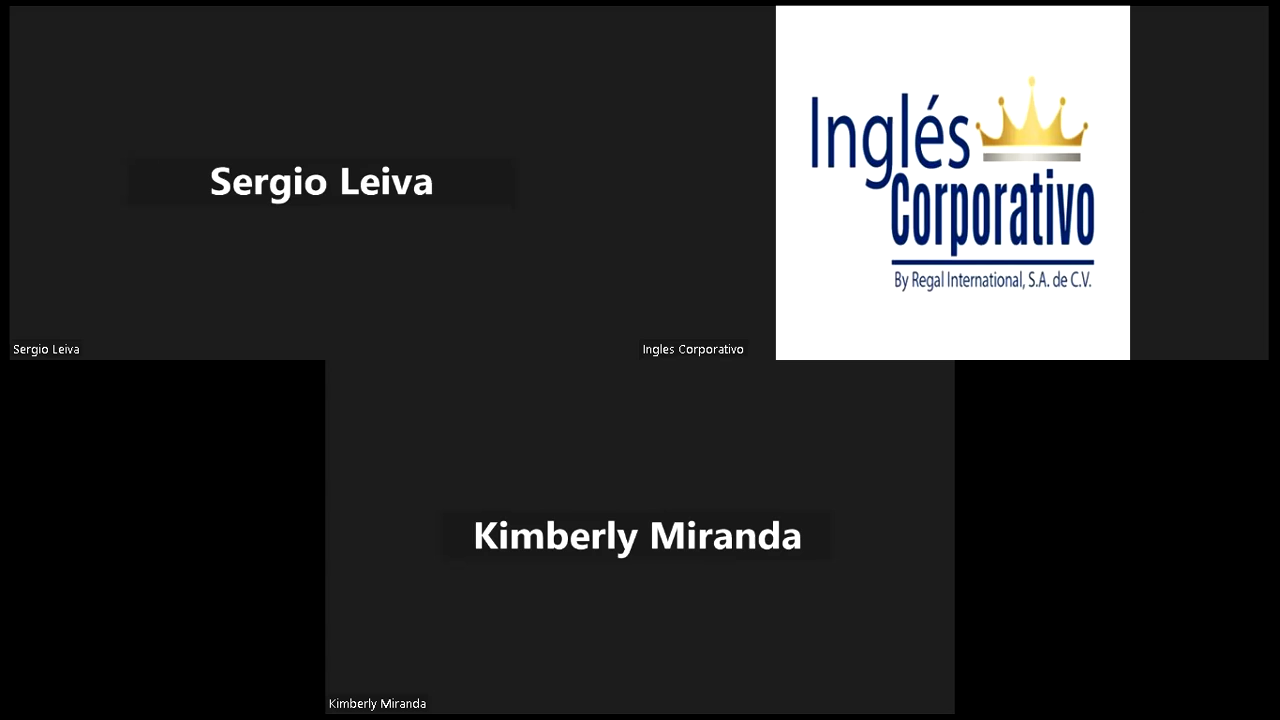 Sergio Leiva
Sergio Leiva
Inglés
Corporativo
By Regal International, S.A. de C.V.
Ingles Corporativo
Kimberly Miranda
Kimberly Miranda